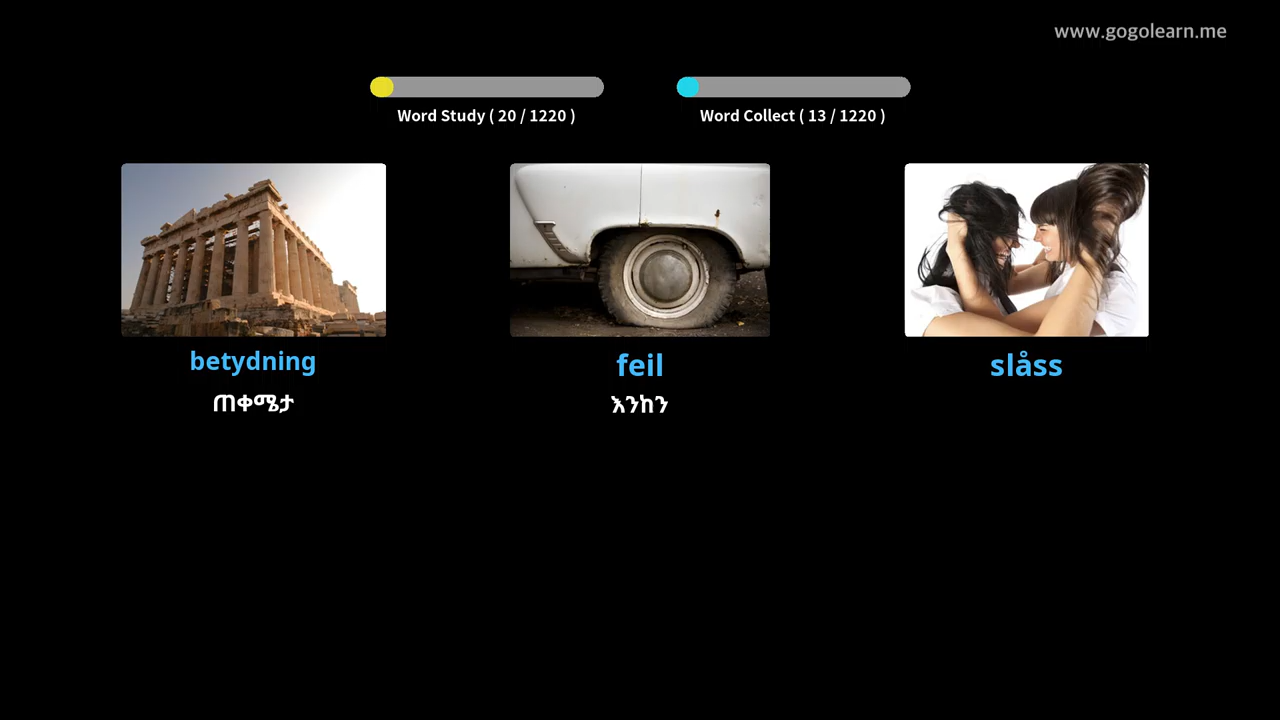 www.gogolearn.me
Word Study ( 20 / 1220 )
Word Collect ( 13 / 1220 )
betydning
feil
slåss
ጠቀሜታ
እንከን